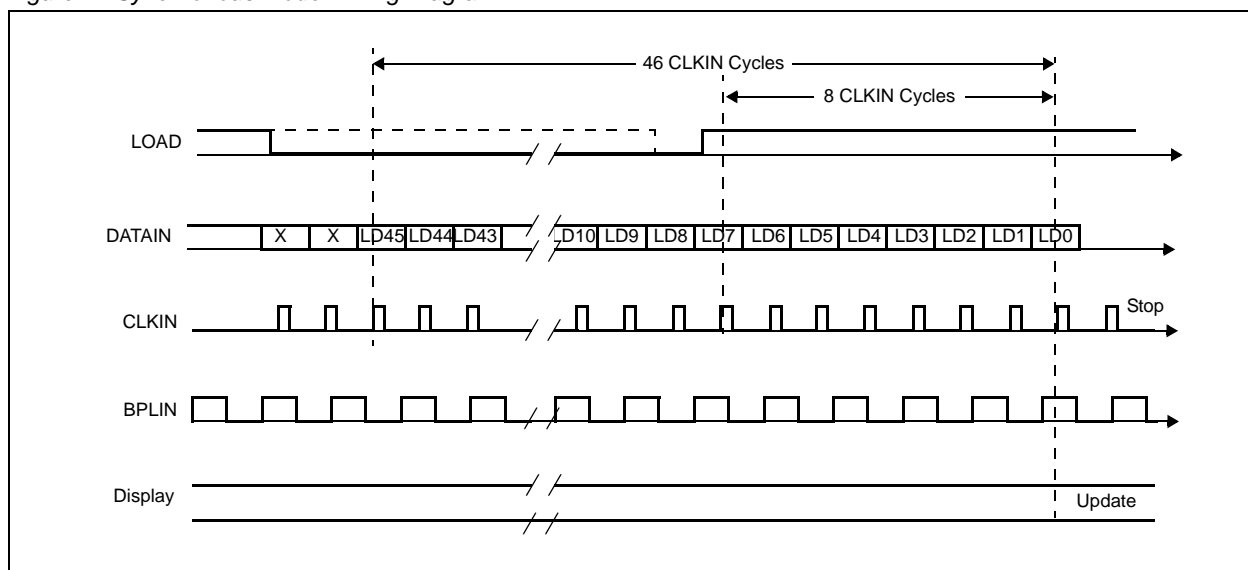 46 CLKIN Cycles
8 CLKIN Cycles
LOAD
DATAIN X X LD45 LD44 LD43 LD10 LD9 LD8 LD7 LD6 LD5 LD4 LD3 LD2 LD1 LD0
CLKIN Stop
BPLIN
Display Update